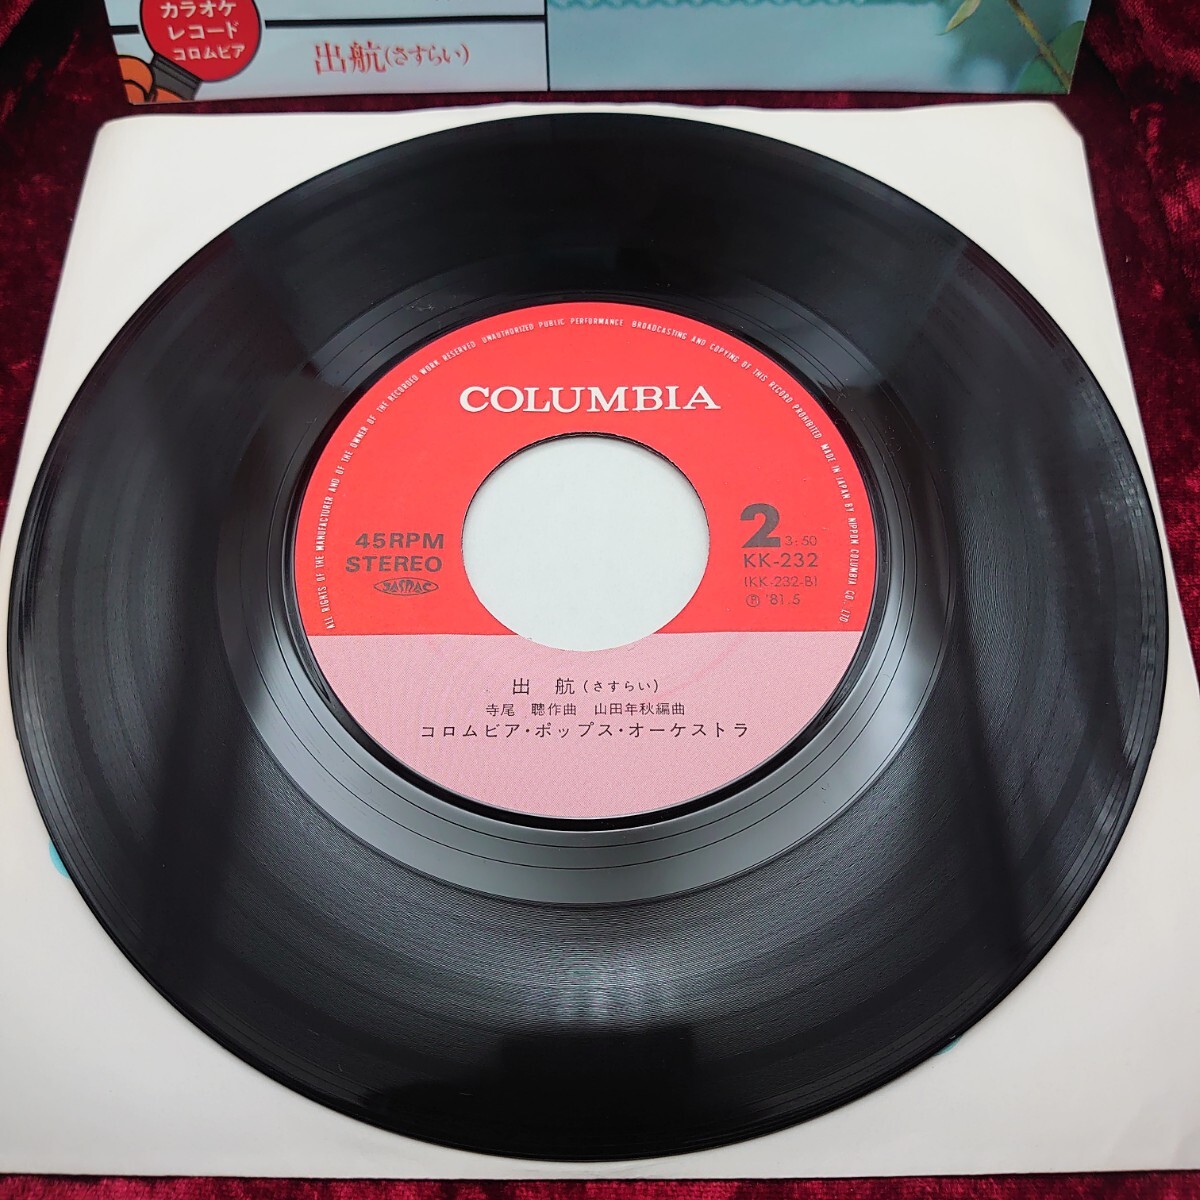 カラオケ
レコード
コロムビア
出航(さすらい)
ALL RIGHTS OF THE MANUFACTURER AND OF THE OWNER OF THE RECORDED WORK RESERVED UNAUTHORIZED PUBLIC PERFORMANCE BROADCASTING AND COPYING OF THIS RECORD PROHIBITED MADE IN JAPAN BY NIPPON COLUMBIA CO., LTD
COLUMBIA
45RPM
STEREO
JASRAC
2 3:50
KK-232
(KK-232-B)
Ⓟ '81.5
出 航(さすらい)
寺尾 聰作曲 山田年秋編曲
コロムビア・ポップス・オーケストラ